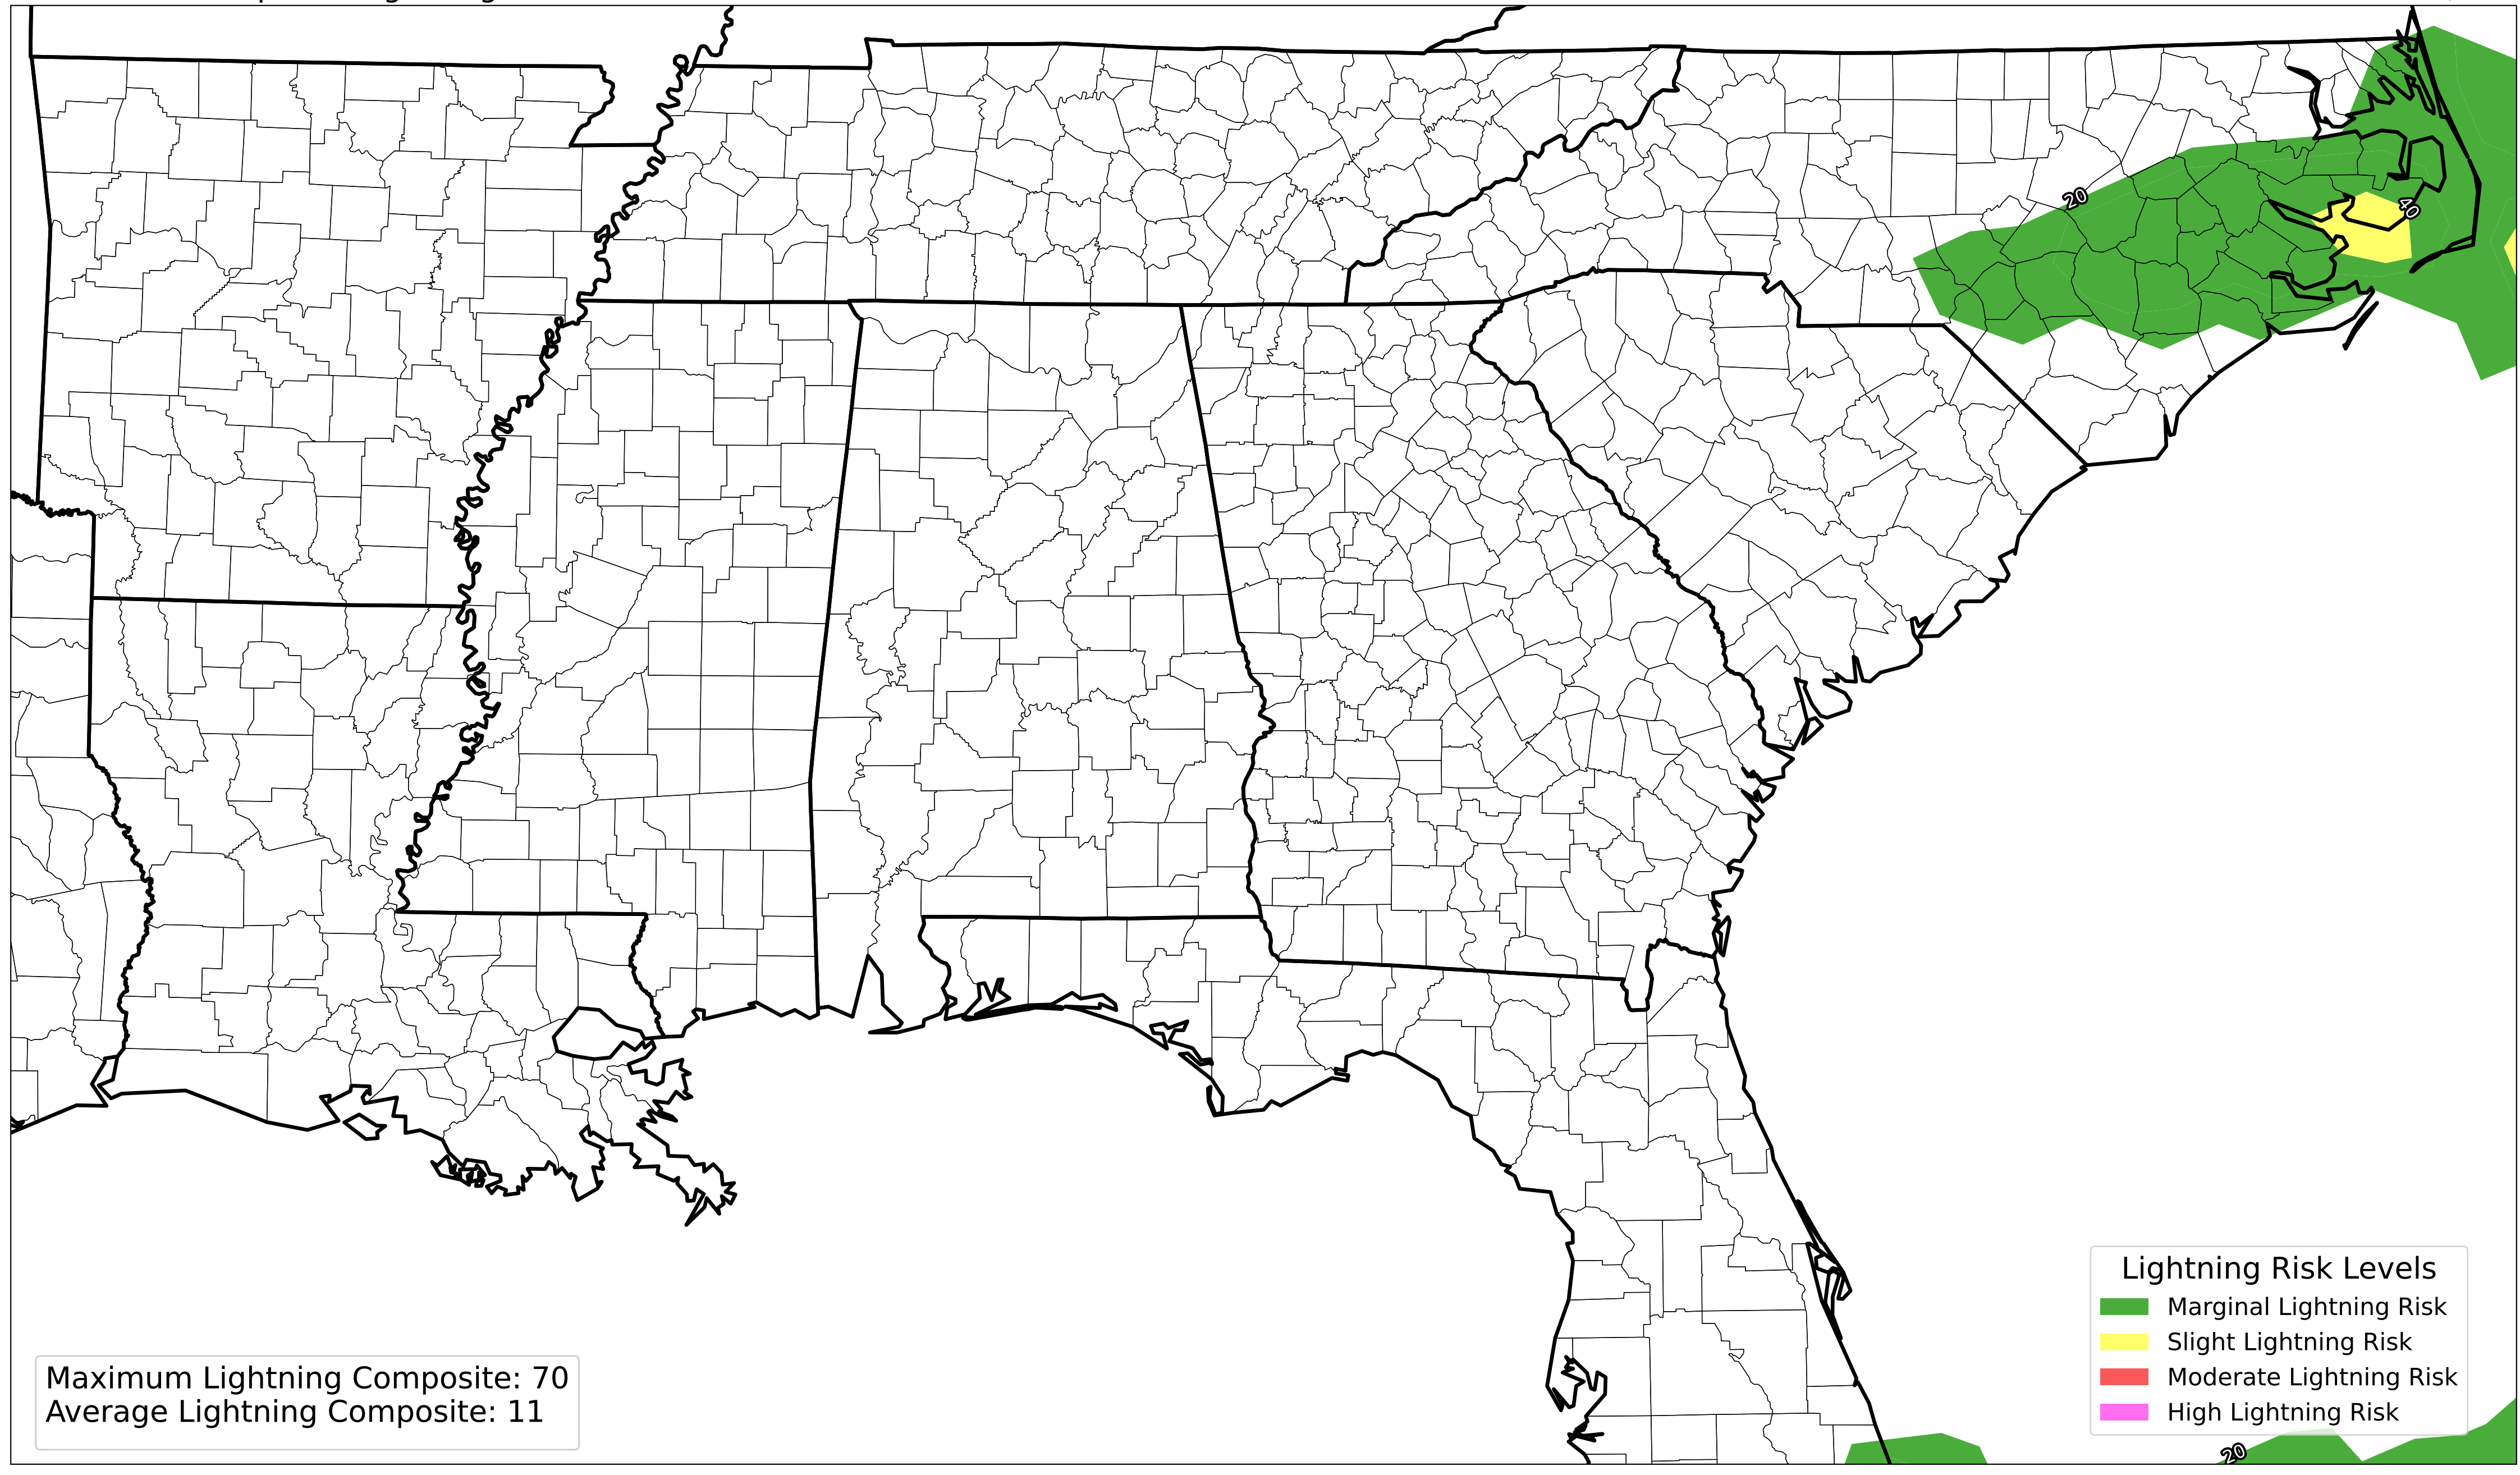 20
40
Lightning Risk Levels
Marginal Lightning Risk
Slight Lightning Risk
Moderate Lightning Risk
High Lightning Risk
Maximum Lightning Composite: 70
Average Lightning Composite: 11
20